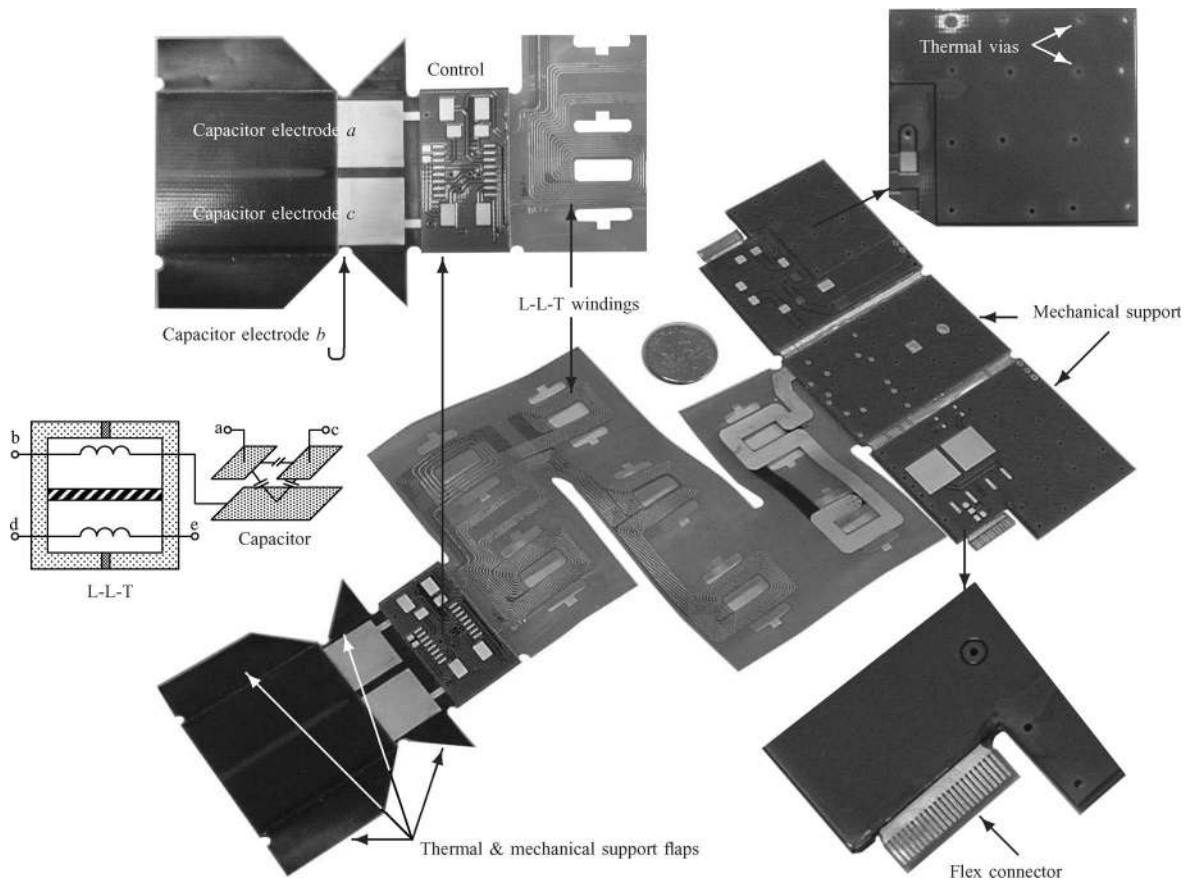 Thermal vias
Control
Capacitor electrode a
Capacitor electrode c
L-L-T windings
Capacitor electrode b
Mechanical support
b
a
c
d
e
Capacitor
L-L-T
Thermal & mechanical support flaps
Flex connector